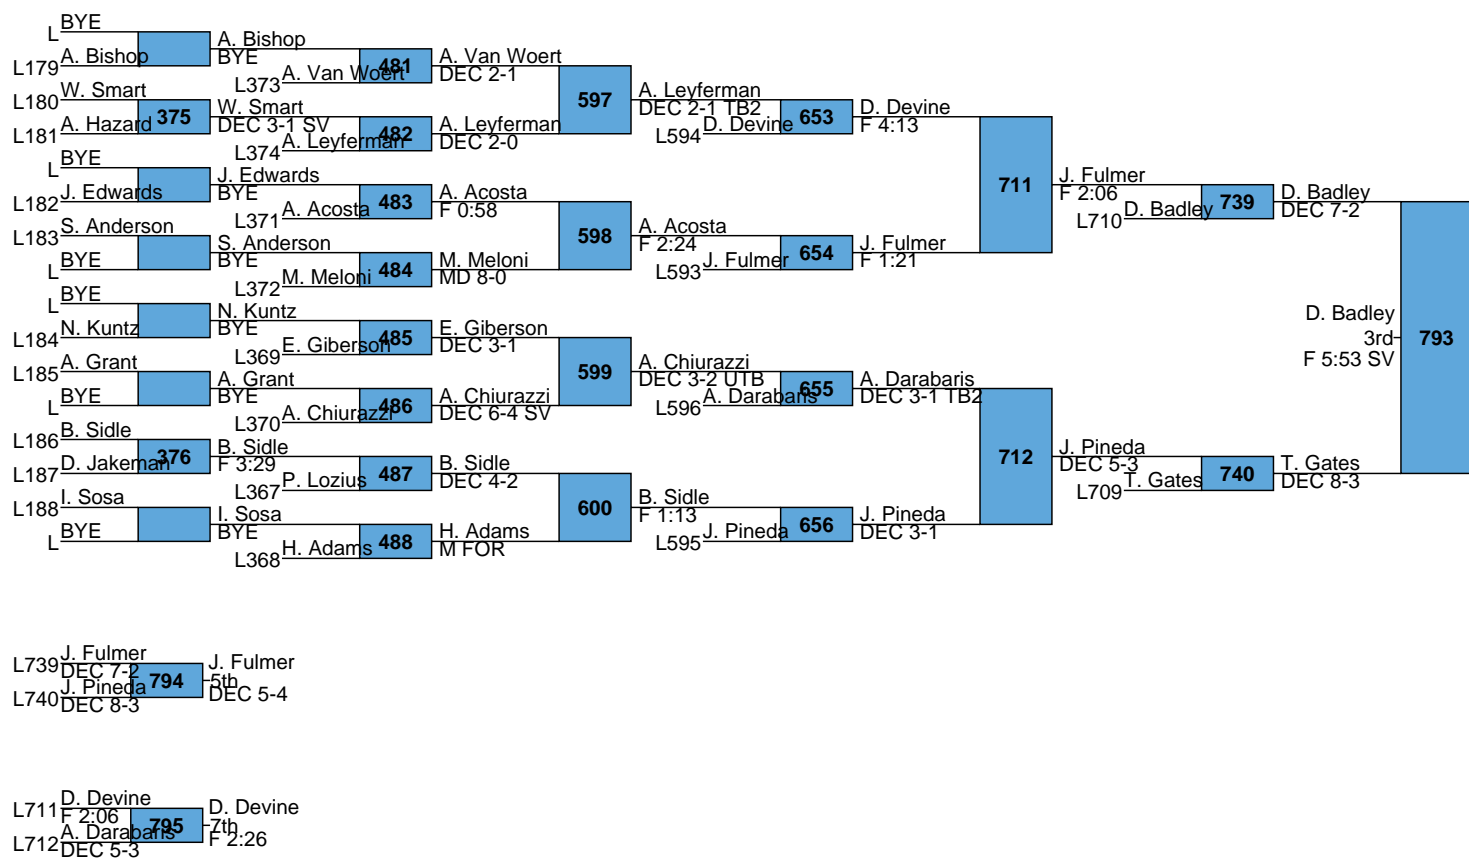 BYE
L
A. Bishop
L179
A. Bishop
BYE
W. Smart
L180
375
A. Hazard
L181
W. Smart
DEC 3-1 SV
BYE
L
J. Edwards
L182
J. Edwards
BYE
S. Anderson
L183
BYE
L
S. Anderson
BYE
BYE
L
N. Kuntz
L184
N. Kuntz
BYE
A. Grant
L185
BYE
L
A. Grant
BYE
B. Sidle
L186
376
D. Jakeman
L187
B. Sidle
F 3:29
I. Sosa
L188
BYE
L
I. Sosa
BYE
L373
A. Van Woert
481
A. Van Woert
DEC 2-1
L374
A. Leyferman
482
A. Leyferman
DEC 2-0
L371
A. Acosta
483
A. Acosta
F 0:58
L372
M. Meloni
484
M. Meloni
MD 8-0
L369
E. Giberson
485
E. Giberson
DEC 3-1
L370
A. Chiurazzi
486
A. Chiurazzi
DEC 6-4 SV
L367
P. Lozius
487
B. Sidle
DEC 4-2
L368
H. Adams
488
H. Adams
M FOR
597
A. Leyferman
DEC 2-1 TB2
598
A. Acosta
F 2:24
599
A. Chiurazzi
DEC 3-2 UTB
600
B. Sidle
F 1:13
L594
D. Devine
653
D. Devine
F 4:13
L593
J. Fulmer
654
J. Fulmer
F 1:21
L596
A. Darabaris
655
A. Darabaris
DEC 3-1 TB2
L595
J. Pineda
656
J. Pineda
DEC 3-1
711
J. Fulmer
F 2:06
712
J. Pineda
DEC 5-3
L710
D. Badley
739
D. Badley
DEC 7-2
L709
T. Gates
740
T. Gates
DEC 8-3
D. Badley
3rd
793
F 5:53 SV
J. Fulmer
L739
DEC 7-2
J. Pineda
L740
DEC 8-3
794
J. Fulmer
5th
DEC 5-4
D. Devine
L711
F 2:06
A. Darabaris
L712
DEC 5-3
795
D. Devine
7th
F 2:26